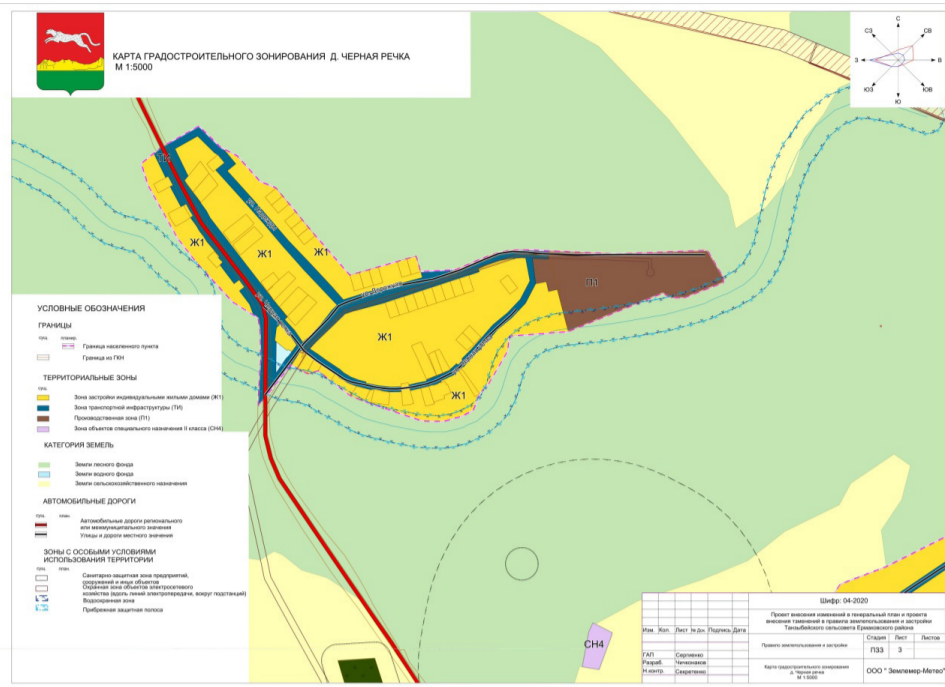 КАРТА ГРАДОСТРОИТЕЛЬНОГО ЗОНИРОВАНИЯ Д. ЧЕРНАЯ РЕЧКА
М 1:5000
С
СЗ
СВ
З
В
ЮЗ
ЮВ
Ю
ТИ
Ж1
Ж1
Ж1
Ж1
Ж1
П1
СН4
УСЛОВНЫЕ ОБОЗНАЧЕНИЯ
ГРАНИЦЫ
Граница населенного пункта
Граница из ГКН
ТЕРРИТОРИАЛЬНЫЕ ЗОНЫ
Зона застройки индивидуальными жилыми домами (Ж1)
Зона транспортной инфраструктуры (ТИ)
Производственная зона (П1)
Зона объектов специального назначения II класса (СН4)
КАТЕГОРИЯ ЗЕМЕЛЬ
Земли лесного фонда
Земли водного фонда
Земли сельскохозяйственного назначения
АВТОМОБИЛЬНЫЕ ДОРОГИ
Автомобильные дороги регионального
или межмуниципального значения
Улицы и дороги местного значения
ЗОНЫ С ОСОБЫМИ УСЛОВИЯМИ
ИСПОЛЬЗОВАНИЯ ТЕРРИТОРИИ
Санитарно-защитная зона предприятий,
сооружений и иных объектов
Охранная зона объектов электросетевого
хозяйства (вдоль линий электропередачи, вокруг подстанций)
Водоохранная зона
Прибрежная защитная полоса
Шифр: 04-2020
Проект внесения изменений в генеральный план и проекта
внесения изменений в правила землепользования и застройки
Танзыбейского сельсовета Ермаковского района
Изм. Кол. Лист № док. Подпись Дата
Правила землепользования и застройки
Стадия Лист Листов
ПЗЗ 3
ГАП
Разраб.
Н.контр.
Карта градостроительного зонирования
д. Черная речка
М 1:5000
ООО " Землемер-Метео"